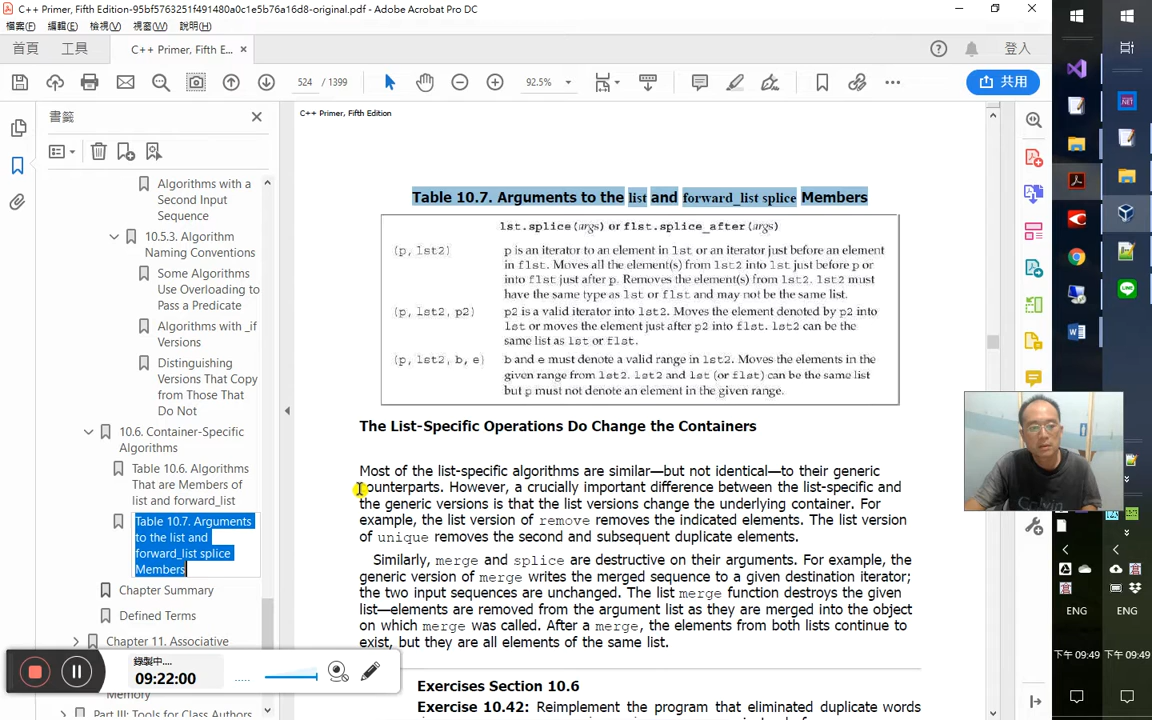 C++ Primer, Fifth Edition-95bf5763251f491480a0c1e5b76a16d8-original.pdf - Adobe Acrobat Pro DC
檔案(F) 編輯(E) 檢視(V) 視窗(W) 說明(H)
首頁 工具 C++ Primer, Fifth E... × 登入
524 / 1399 92.5% 共用
書籤
Algorithms with a
Second Input
Sequence
10.5.3. Algorithm
Naming Conventions
Some Algorithms
Use Overloading to
Pass a Predicate
Algorithms with _if
Versions
Distinguishing
Versions That Copy
from Those That
Do Not
10.6. Container-Specific
Algorithms
Table 10.6. Algorithms
That are Members of
list and forward_list
Table 10.7. Arguments
to the list and
forward_list splice
Members
Chapter Summary
Defined Terms
Chapter 11. Associative
Memory
Part III: Tools for Class Authors
錄製中....
09:22:00
C++ Primer, Fifth Edition
Table 10.7. Arguments to the list and forward_list splice Members
lst.splice(args) or flst.splice_after(args)
(p, lst2) p is an iterator to an element in lst or an iterator just before an element
in flst. Moves all the element(s) from lst2 into lst just before p or
into flst just after p. Removes the element(s) from lst2. lst2 must
have the same type as lst or flst and may not be the same list.
(p, lst2, p2) p2 is a valid iterator into lst2. Moves the element denoted by p2 into
lst or moves the element just after p2 into flst. lst2 can be the
same list as lst or flst.
(p, lst2, b, e) b and e must denote a valid range in lst2. Moves the elements in the
given range from lst2. lst2 and lst (or flst) can be the same list
but p must not denote an element in the given range.
The List-Specific Operations Do Change the Containers
Most of the list-specific algorithms are similar—but not identical—to their generic
counterparts. However, a crucially important difference between the list-specific and
the generic versions is that the list versions change the underlying container. For
example, the list version of remove removes the indicated elements. The list version
of unique removes the second and subsequent duplicate elements.
Similarly, merge and splice are destructive on their arguments. For example, the
generic version of merge writes the merged sequence to a given destination iterator;
the two input sequences are unchanged. The list merge function destroys the given
list—elements are removed from the argument list as they are merged into the object
on which merge was called. After a merge, the elements from both lists continue to
exist, but they are all elements of the same list.
Exercises Section 10.6
Exercise 10.42: Reimplement the program that eliminated duplicate words
.NET
LINE
ENG ENG
下午 09:49 下午 09:49